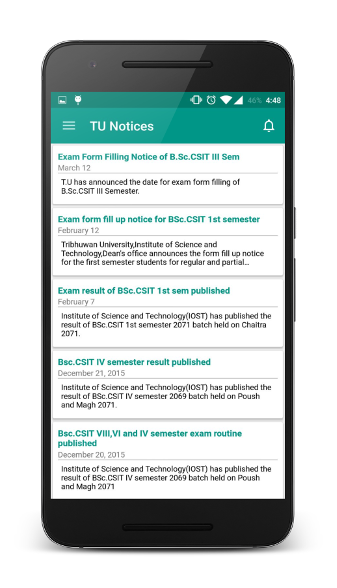 46% 4:48
TU Notices
Exam Form Filling Notice of B.Sc.CSIT III Sem
March 12
T.U has announced the date for exam form filling of
B.Sc.CSIT III Semester.
Exam form fill up notice for BSc.CSIT 1st semester
February 12
Tribhuwan University,Institute of Science and
Technology,Dean's office announces the form fill up notice
for the first semester students for regular and partial...
Exam result of BSc.CSIT 1st sem published
February 7
Institute of Science and Technology(IOST) has published the
result of BSc.CSIT 1st semester 2071 batch held on Chaitra
2071.
Bsc.CSIT IV semester result published
December 21, 2015
Institute of Science and Technology(IOST) has published the
result of BSc.CSIT IV semester 2069 batch held on Poush
and Magh 2071.
Bsc.CSIT VIII,VI and IV semester exam routine
published
December 20, 2015
Institute of Science and Technology(IOST) has published the
result of BSc.CSIT IV semester 2069 batch held on Poush
and Magh 2071